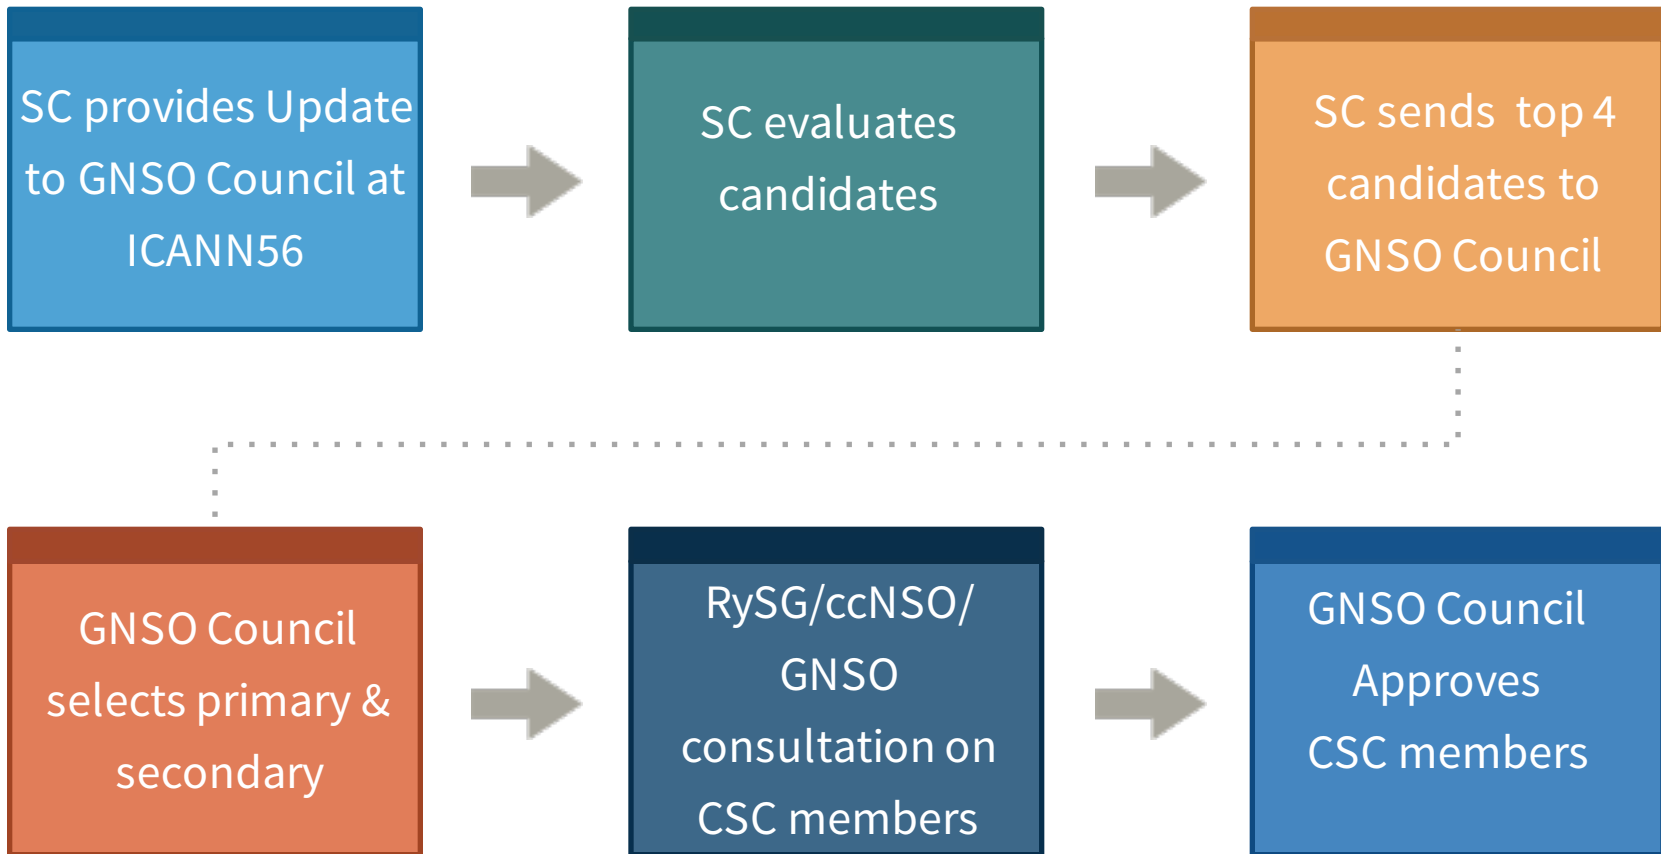 SC provides Update
to GNSO Council at
ICANN56
SC evaluates
candidates
SC sends  top 4
candidates to
GNSO Council
GNSO Council
selects primary &
secondary
RySG/ccNSO/
GNSO
consultation on
CSC members
GNSO Council
Approves
CSC members